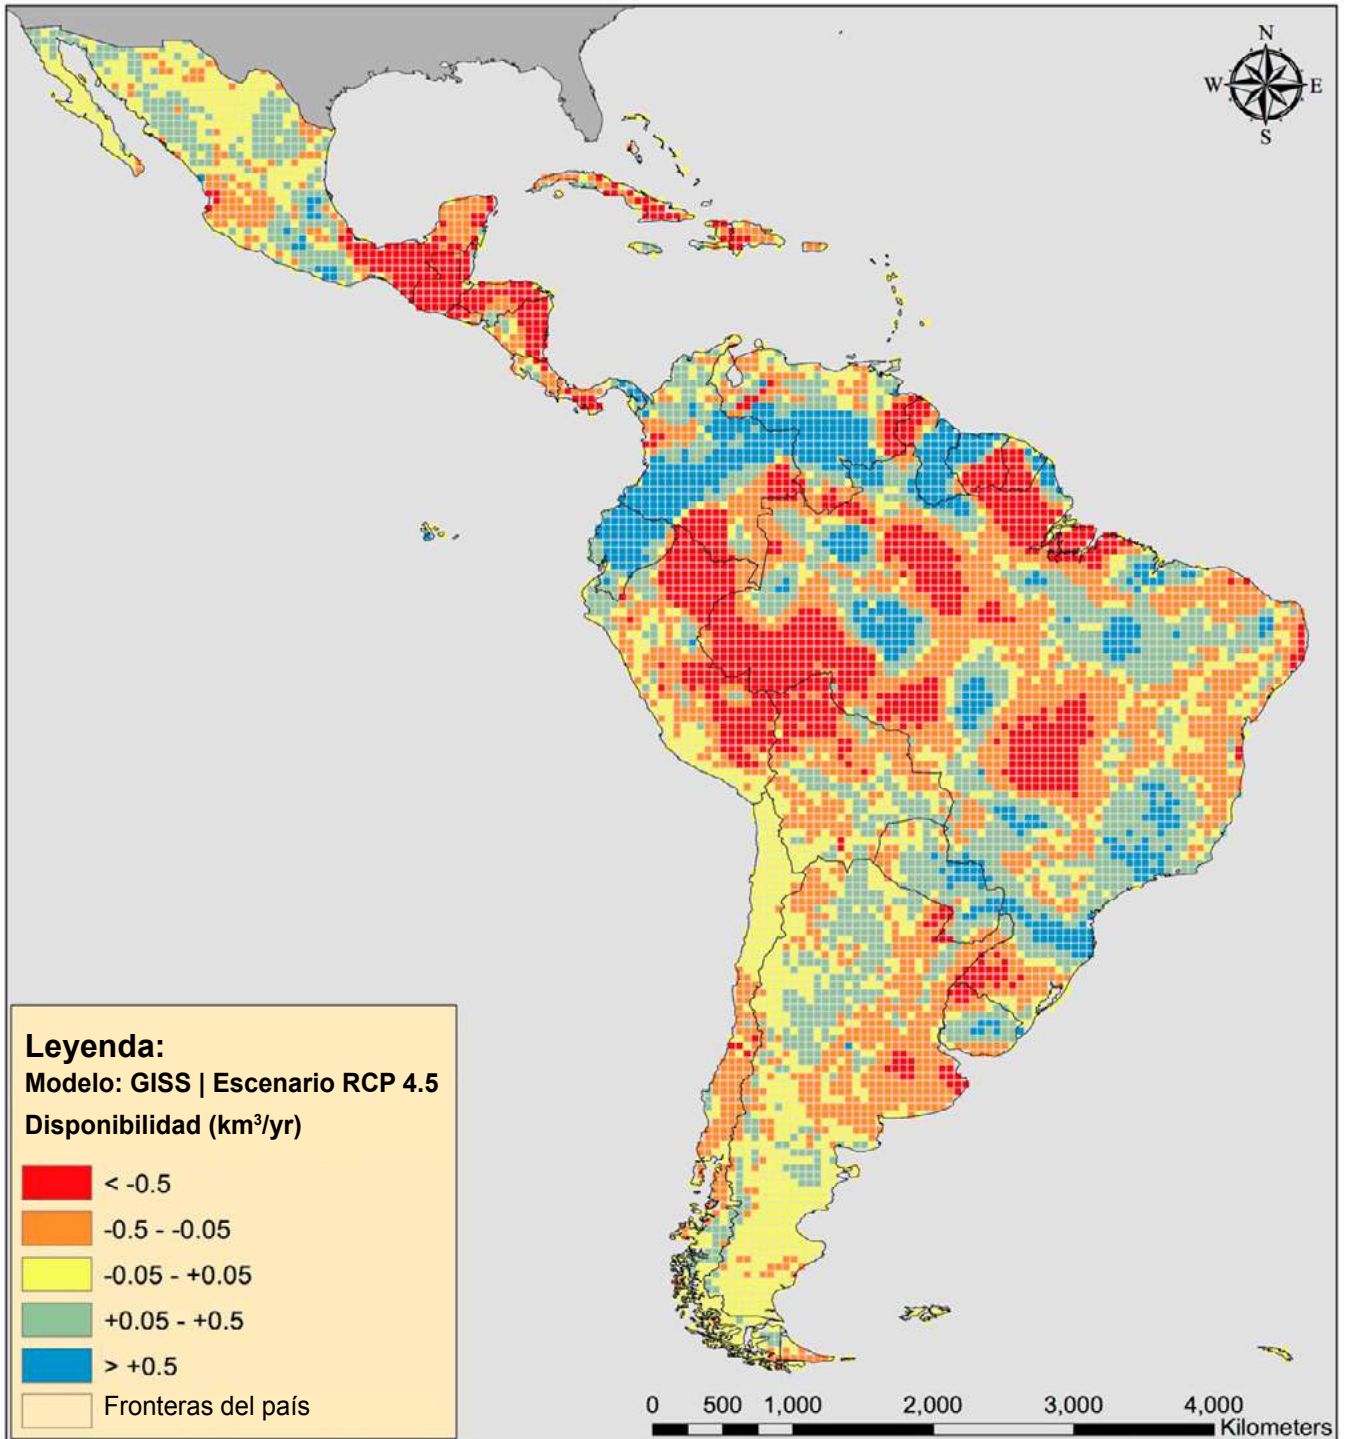 N
W E
S
Leyenda:
Modelo: GISS | Escenario RCP 4.5
Disponibilidad (km³/yr)
< -0.5
-0.5 - -0.05
-0.05 - +0.05
+0.05 - +0.5
> +0.5
Fronteras del país
0 500 1,000 2,000 3,000 4,000
Kilometers